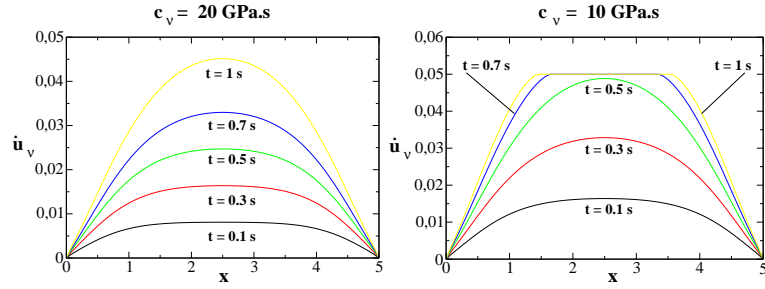 c ν = 20 GPa.s
0,05
0,04
0,03
0,02
0,01
0
u̇ν
t = 1 s
t = 0.7 s
t = 0.5 s
t = 0.3 s
t = 0.1 s
0 1 2 3 4 5
x
c ν = 10 GPa.s
0.06
0.05
0.04
0.03
0.02
0.01
0
u̇ν
t = 0.7 s
t = 1 s
t = 0.5 s
t = 0.3 s
t = 0.1 s
0 1 2 3 4 5
x